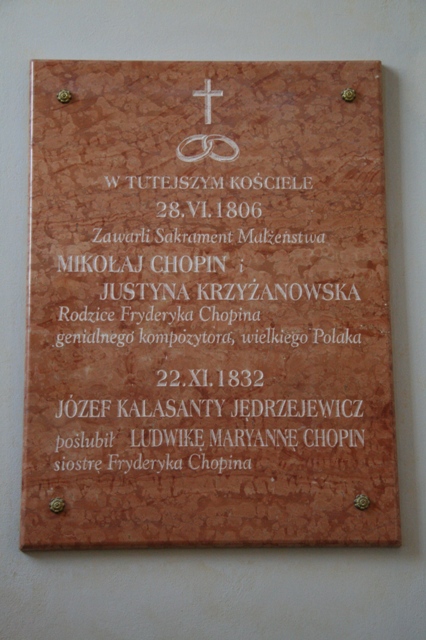 W TUTEJSZYM KOŚCIELE
28.VI.1806
Zawarli Sakrament Małżeństwa
MIKOŁAJ CHOPIN i
JUSTYNA KRZYŻANOWSKA
Rodzice Fryderyka Chopina
genialnego kompozytora, wielkiego Polaka
22.XI.1832
JÓZEF KALASANTY JĘDRZEJEWICZ
poślubił LUDWIKĘ MARYANNĘ CHOPIN
siostrę Fryderyka Chopina